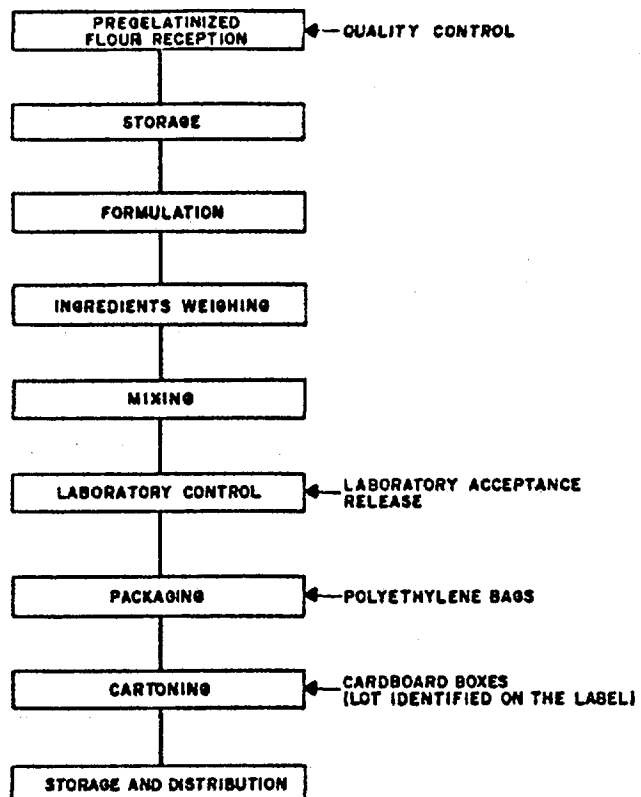 PREGELATINIZED
FLOUR RECEPTION
QUALITY CONTROL
STORAGE
FORMULATION
INGREDIENTS WEIGHING
MIXING
LABORATORY CONTROL
LABORATORY ACCEPTANCE
RELEASE
PACKAGING
POLYETHYLENE BAGS
CARTONING
CARDBOARD BOXES
(LOT IDENTIFIED ON THE LABEL)
STORAGE AND DISTRIBUTION